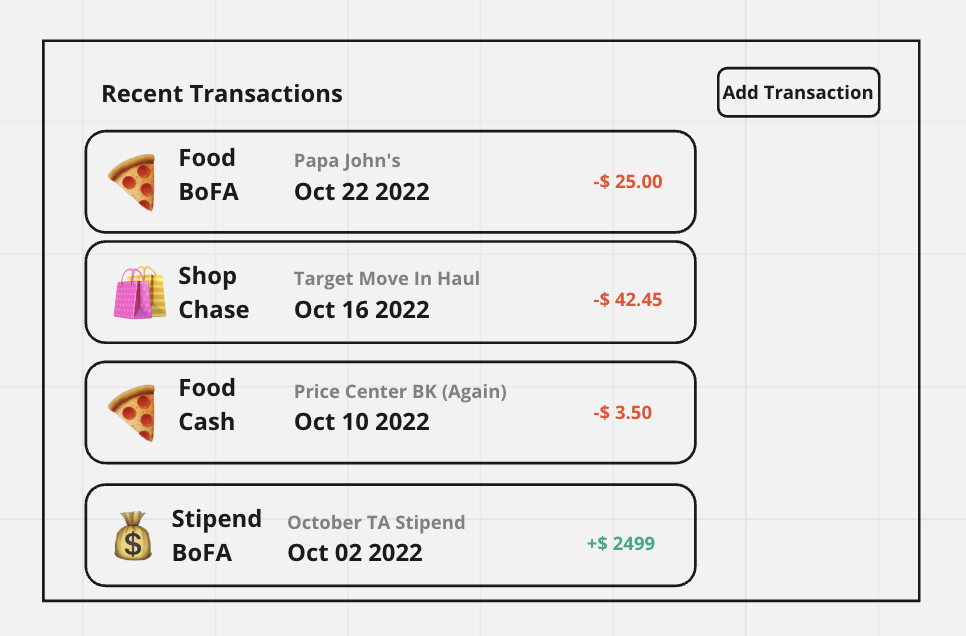 Recent Transactions
Add Transaction
Food
Papa John's
BoFA
Oct 22 2022
-$ 25.00
Shop
Target Move In Haul
Chase
Oct 16 2022
-$ 42.45
Food
Price Center BK (Again)
Cash
Oct 10 2022
-$ 3.50
Stipend
October TA Stipend
BoFA
Oct 02 2022
+$ 2499
$